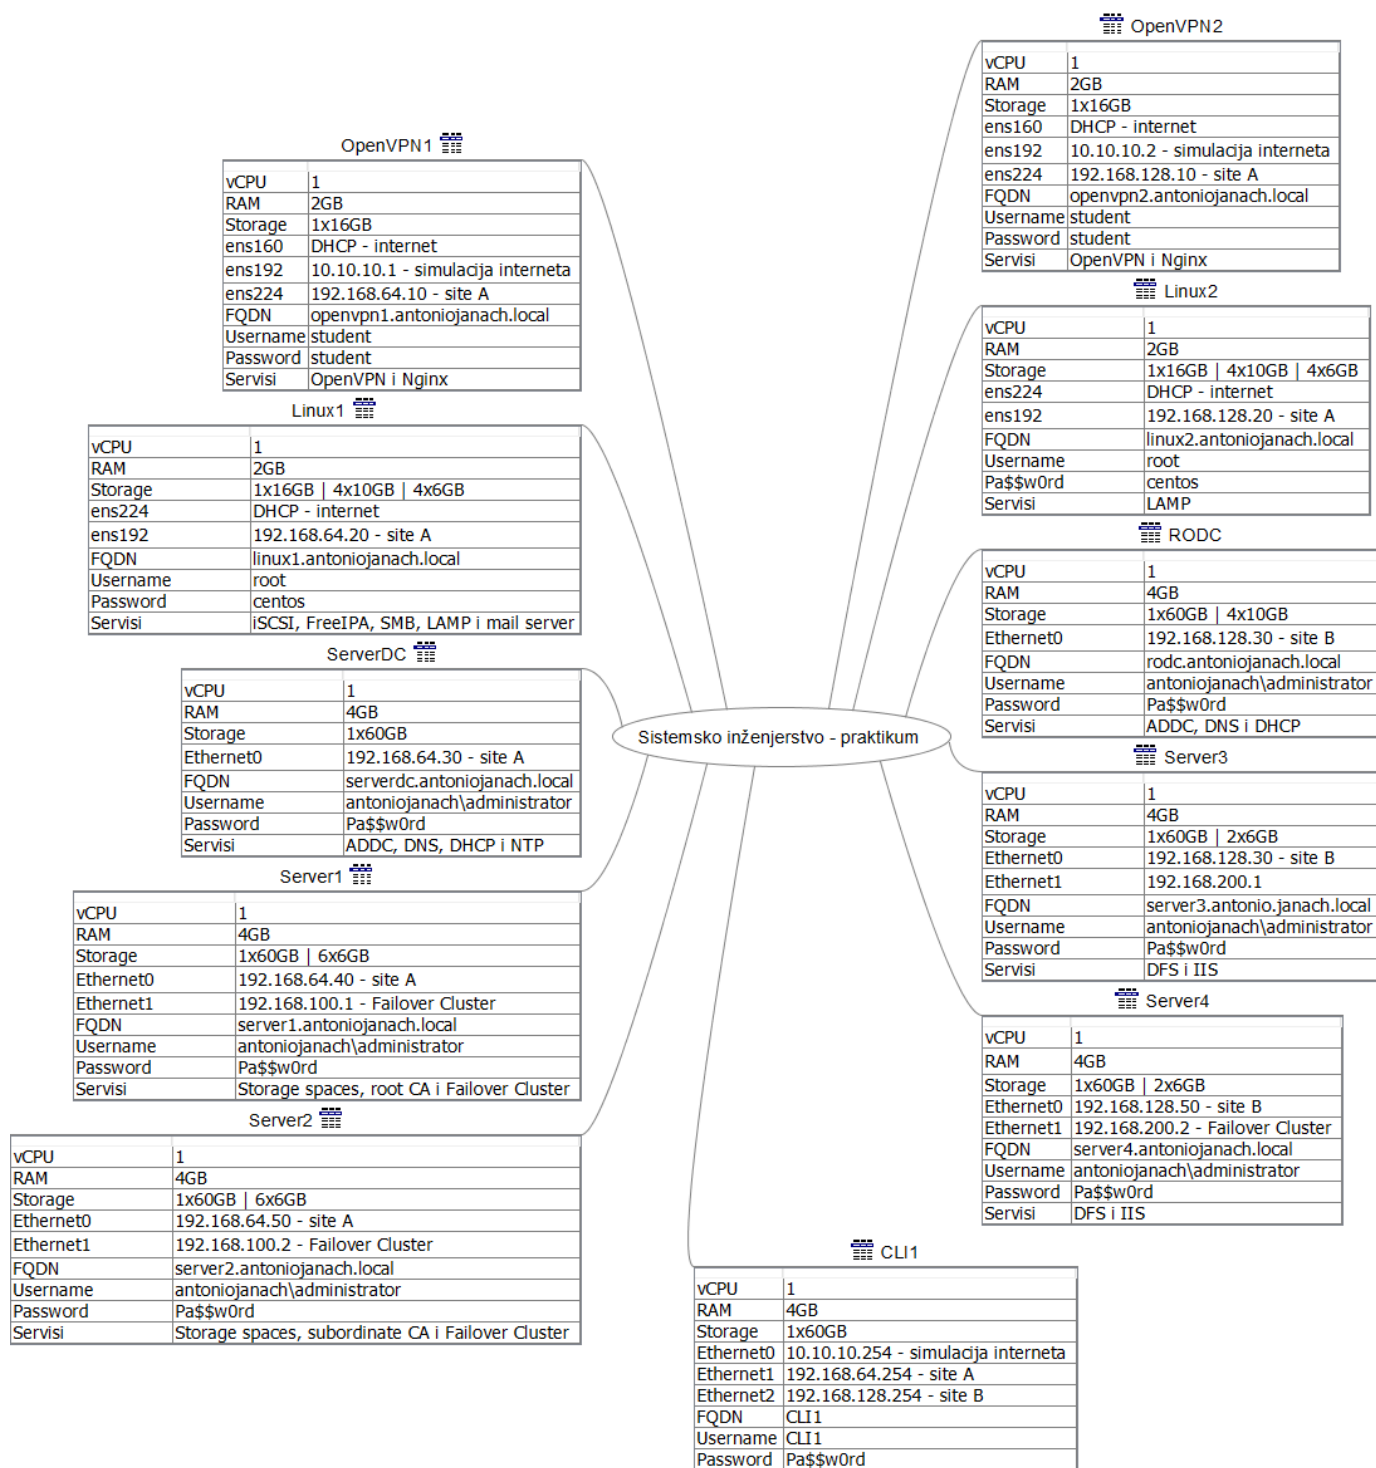 OpenVPN1
vCPU 1
RAM 2GB
Storage 1x16GB
ens160 DHCP - internet
ens192 10.10.10.1 - simulacija interneta
ens224 192.168.64.10 - site A
FQDN openvpn1.antoniojanach.local
Username student
Password student
Servisi OpenVPN i Nginx
Linux1
vCPU 1
RAM 2GB
Storage 1x16GB | 4x10GB | 4x6GB
ens224 DHCP - internet
ens192 192.168.64.20 - site A
FQDN linux1.antoniojanach.local
Username root
Password centos
Servisi iSCSI, FreeIPA, SMB, LAMP i mail server
ServerDC
vCPU 1
RAM 4GB
Storage 1x60GB
Ethernet0 192.168.64.30 - site A
FQDN serverdc.antoniojanach.local
Username antoniojanach\administrator
Password Pa$$w0rd
Servisi ADDC, DNS, DHCP i NTP
Server1
vCPU 1
RAM 4GB
Storage 1x60GB | 6x6GB
Ethernet0 192.168.64.40 - site A
Ethernet1 192.168.100.1 - Failover Cluster
FQDN server1.antoniojanach.local
Username antoniojanach\administrator
Password Pa$$w0rd
Servisi Storage spaces, root CA i Failover Cluster
Server2
vCPU 1
RAM 4GB
Storage 1x60GB | 6x6GB
Ethernet0 192.168.64.50 - site A
Ethernet1 192.168.100.2 - Failover Cluster
FQDN server2.antoniojanach.local
Username antoniojanach\administrator
Password Pa$$w0rd
Servisi Storage spaces, subordinate CA i Failover Cluster
Sistemsko inženjerstvo - praktikum
OpenVPN2
vCPU 1
RAM 2GB
Storage 1x16GB
ens160 DHCP - internet
ens192 10.10.10.2 - simulacija interneta
ens224 192.168.128.10 - site A
FQDN openvpn2.antoniojanach.local
Username student
Password student
Servisi OpenVPN i Nginx
Linux2
vCPU 1
RAM 2GB
Storage 1x16GB | 4x10GB | 4x6GB
ens224 DHCP - internet
ens192 192.168.128.20 - site A
FQDN linux2.antoniojanach.local
Username root
Pa$$w0rd centos
Servisi LAMP
RODC
vCPU 1
RAM 4GB
Storage 1x60GB | 4x10GB
Ethernet0 192.168.128.30 - site B
FQDN rodc.antoniojanach.local
Username antoniojanach\administrator
Password Pa$$w0rd
Servisi ADDC, DNS i DHCP
Server3
vCPU 1
RAM 4GB
Storage 1x60GB | 2x6GB
Ethernet0 192.168.128.30 - site B
Ethernet1 192.168.200.1
FQDN server3.antonio.janach.local
Username antoniojanach\administrator
Password Pa$$w0rd
Servisi DFS i IIS
Server4
vCPU 1
RAM 4GB
Storage 1x60GB | 2x6GB
Ethernet0 192.168.128.50 - site B
Ethernet1 192.168.200.2 - Failover Cluster
FQDN server4.antoniojanach.local
Username antoniojanach\administrator
Password Pa$$w0rd
Servisi DFS i IIS
CLI1
vCPU 1
RAM 4GB
Storage 1x60GB
Ethernet0 10.10.10.254 - simulacija interneta
Ethernet1 192.168.64.254 - site A
Ethernet2 192.168.128.254 - site B
FQDN CLI1
Username CLI1
Password Pa$$w0rd